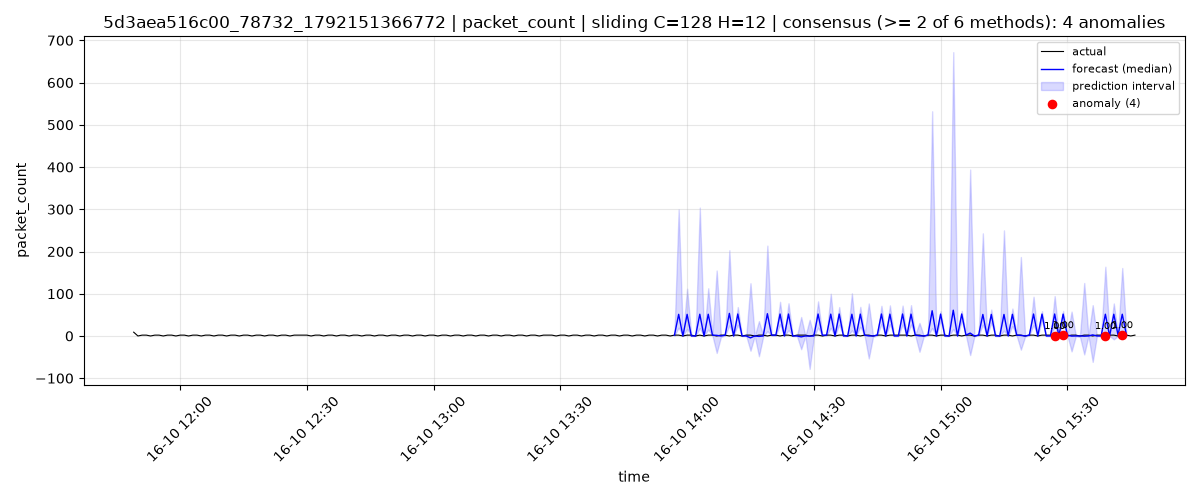 5d3aea516c00_78732_1792151366772 | packet_count | sliding C=128 H=12 | consensus (>= 2 of 6 methods): 4 anomalies
packet_count
700
600
500
400
300
200
100
0
−100
actual
forecast (median)
prediction interval
anomaly (4)
16-10 12:00
16-10 12:30
16-10 13:00
16-10 13:30
16-10 14:00
16-10 14:30
16-10 15:00
16-10 15:30
time